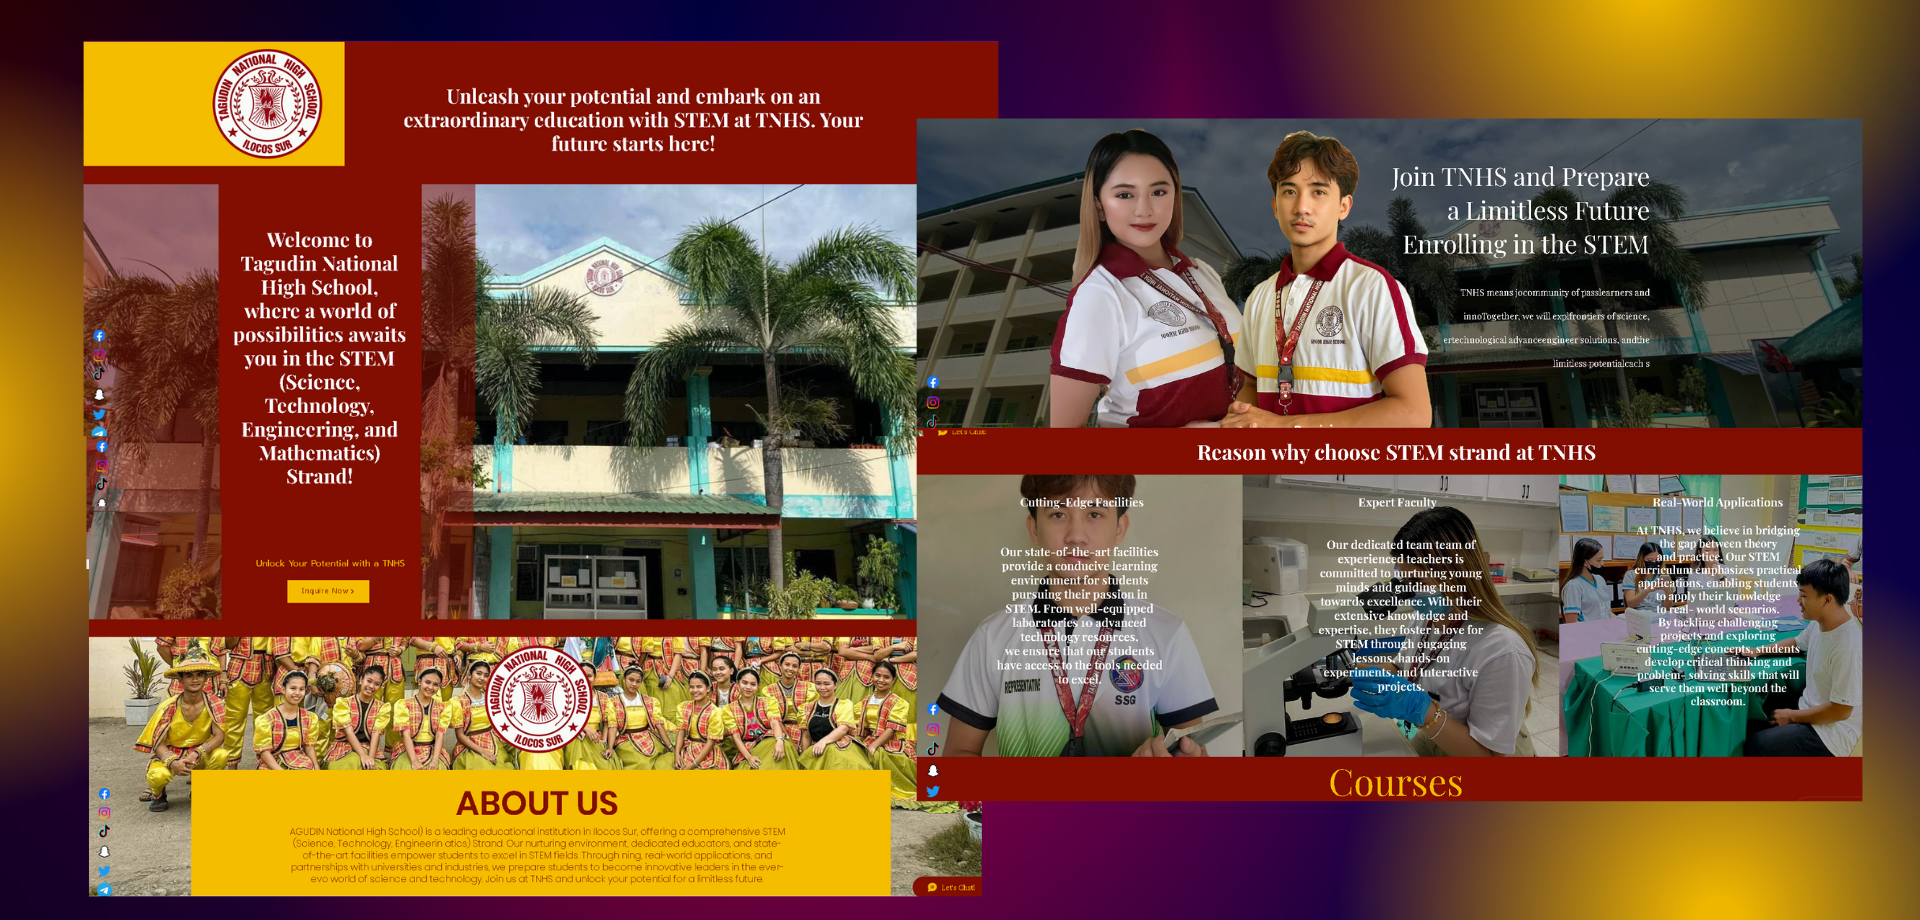 TAGUDIN NATIONAL HIGH SCHOOL
ILOCOS SUR
Unleash your potential and embark on an
extraordinary education with STEM at TNHS. Your
future starts here!
Welcome to
Tagudin National
High School,
where a world of
possibilities awaits
you in the STEM
(Science,
Technology,
Engineering, and
Mathematics)
Strand!
Unlock Your Potential with a TNHS
Inquire Now >
TAGUDIN NATIONAL HIGH SCHOOL
ILOCOS SUR
ABOUT US
AGUDIN National High School) is a leading educational institution in Ilocos Sur, offering a comprehensive STEM
(Science, Technology, Engineerin atics) Strand. Our nurturing environment, dedicated educators, and state-
of-the-art facilities empower students to excel in STEM fields. Through ning, real-world applications, and
partnerships with universities and industries, we prepare students to become innovative leaders in the ever-
evo world of science and technology. Join us at TNHS and unlock your potential for a limitless future.
Let's Chat!
Join TNHS and Prepare
a Limitless Future
Enrolling in the STEM
TNHS means jocommunity of passlearners and
innoTogether, we will explfrontiers of science,
ertechnological advanceengineer solutions, andthe
limitless potentialcach s
Let's Chat!
Reason why choose STEM strand at TNHS
Cutting-Edge Facilities
Our state-of-the-art facilities
provide a conducive learning
environment for students
pursuing their passion in
STEM. From well-equipped
laboratories to advanced
technology resources,
we ensure that our students
have access to the tools needed
to excel.
REPRESENTATIVE
SSG
Expert Faculty
Our dedicated team team of
experienced teachers is
committed to nurturing young
minds and guiding them
towards excellence. With their
extensive knowledge and
expertise, they foster a love for
STEM through engaging
lessons, hands-on
experiments, and Interactive
projects.
Real-World Applications
At TNHS, we believe in bridging
the gap between theory
and practice. Our STEM
curriculum emphasizes practical
applications, enabling students
to apply their knowledge
to real- world scenarios.
By tackling challenging
projects and exploring
cutting-edge concepts, students
develop critical thinking and
problem- solving skills that will
serve them well beyond the
classroom.
Courses